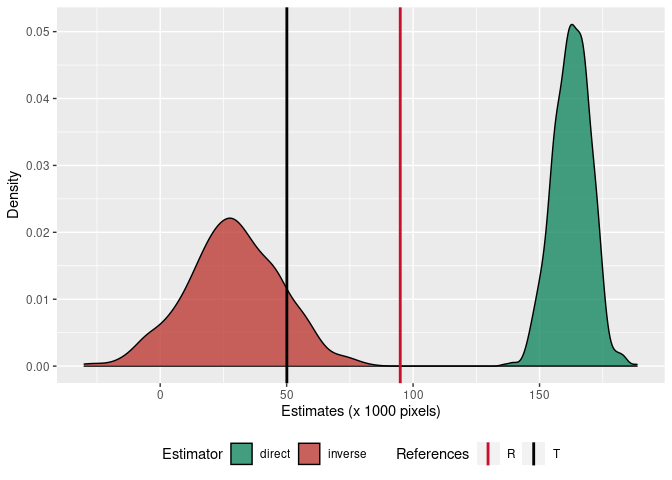 0.05
0.04
0.03
0.02
0.01
0.00
Density
0 50 100 150
Estimates (x 1000 pixels)
Estimator direct inverse References R T